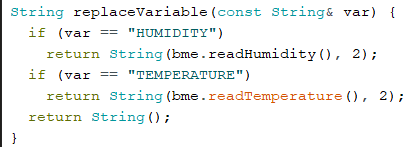 String replaceVariable(const String& var) {
  if (var == "HUMIDITY")
    return String(bme.readHumidity(), 2);
  if (var == "TEMPERATURE")
    return String(bme.readTemperature(), 2);
  return String();
}